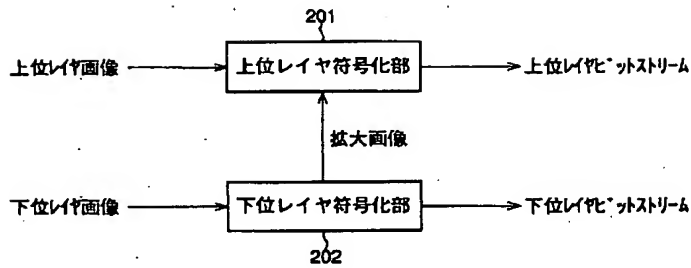 201
上位レイヤ画像
上位レイヤ符号化部
上位レイヤビットストリーム
拡大画像
下位レイヤ画像
下位レイヤ符号化部
下位レイヤビットストリーム
202